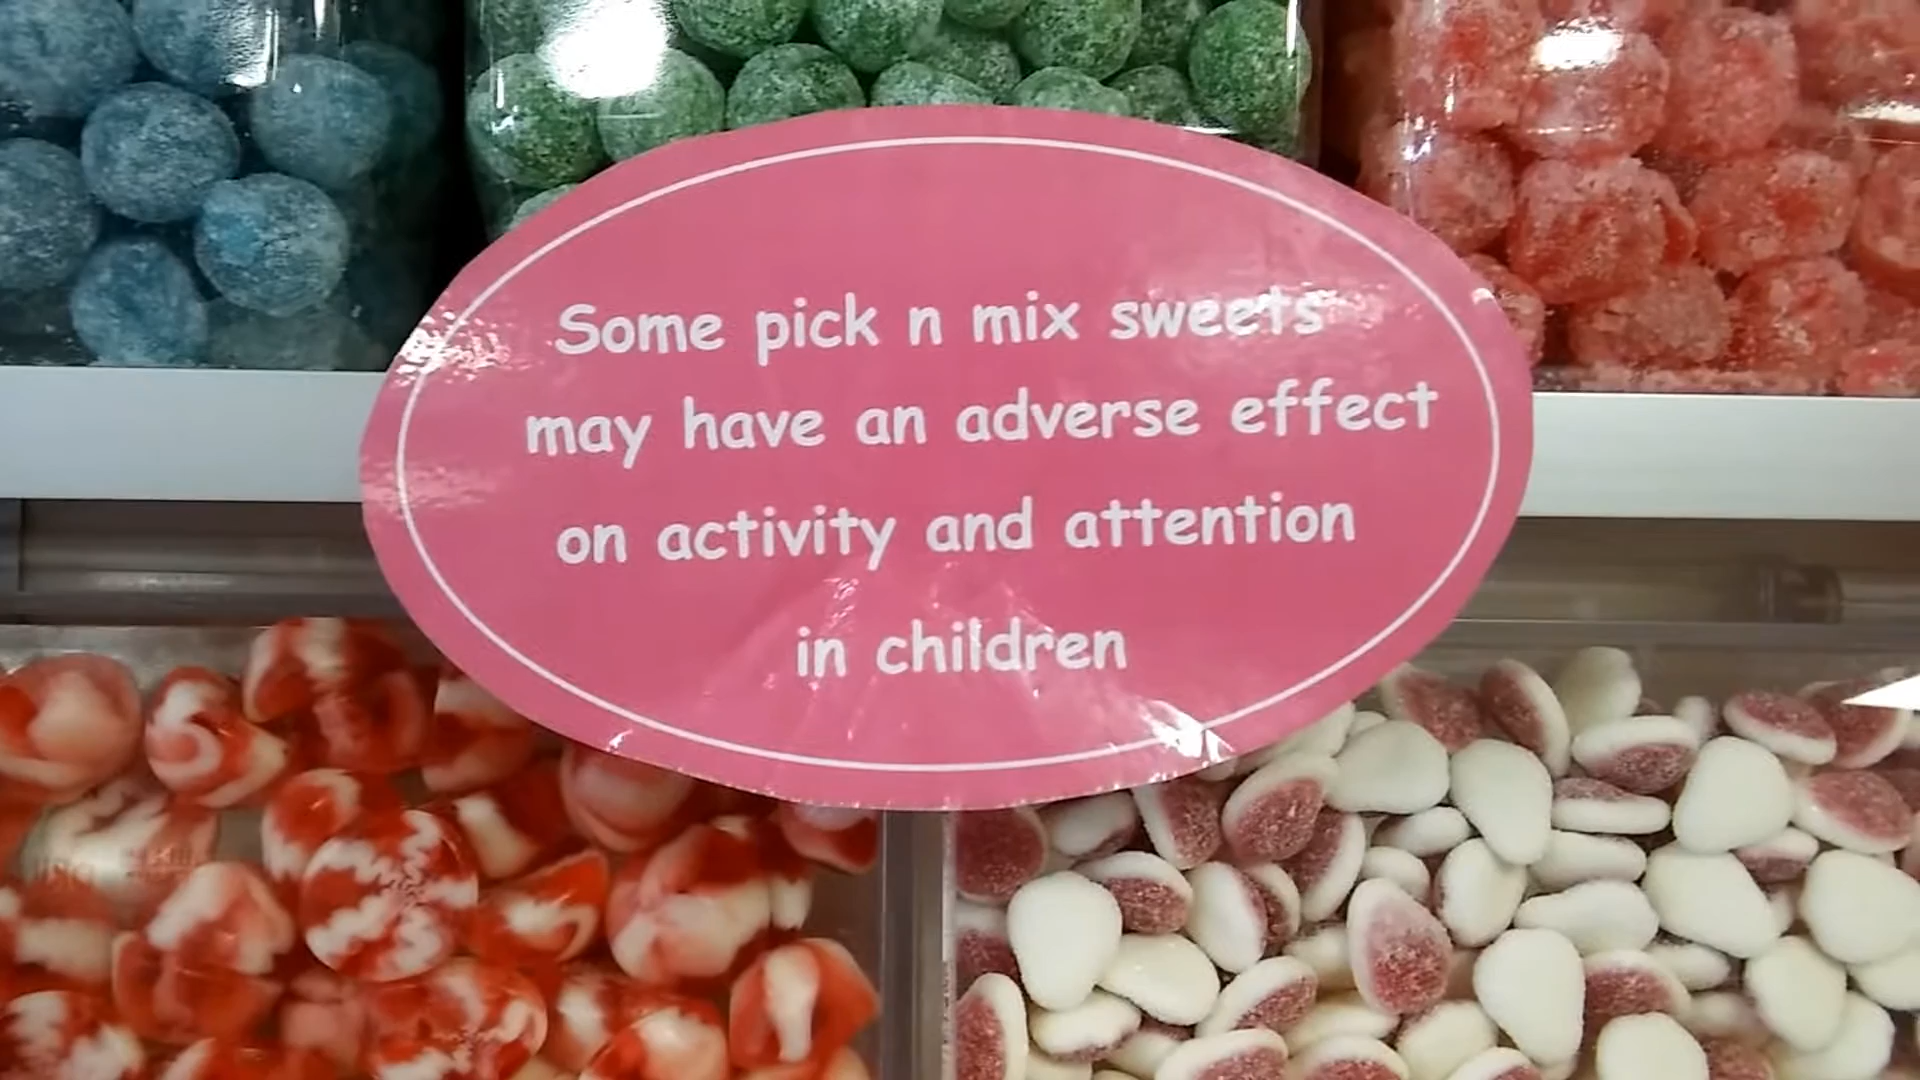 Some pick n mix sweets
may have an adverse effect
on activity and attention
in children